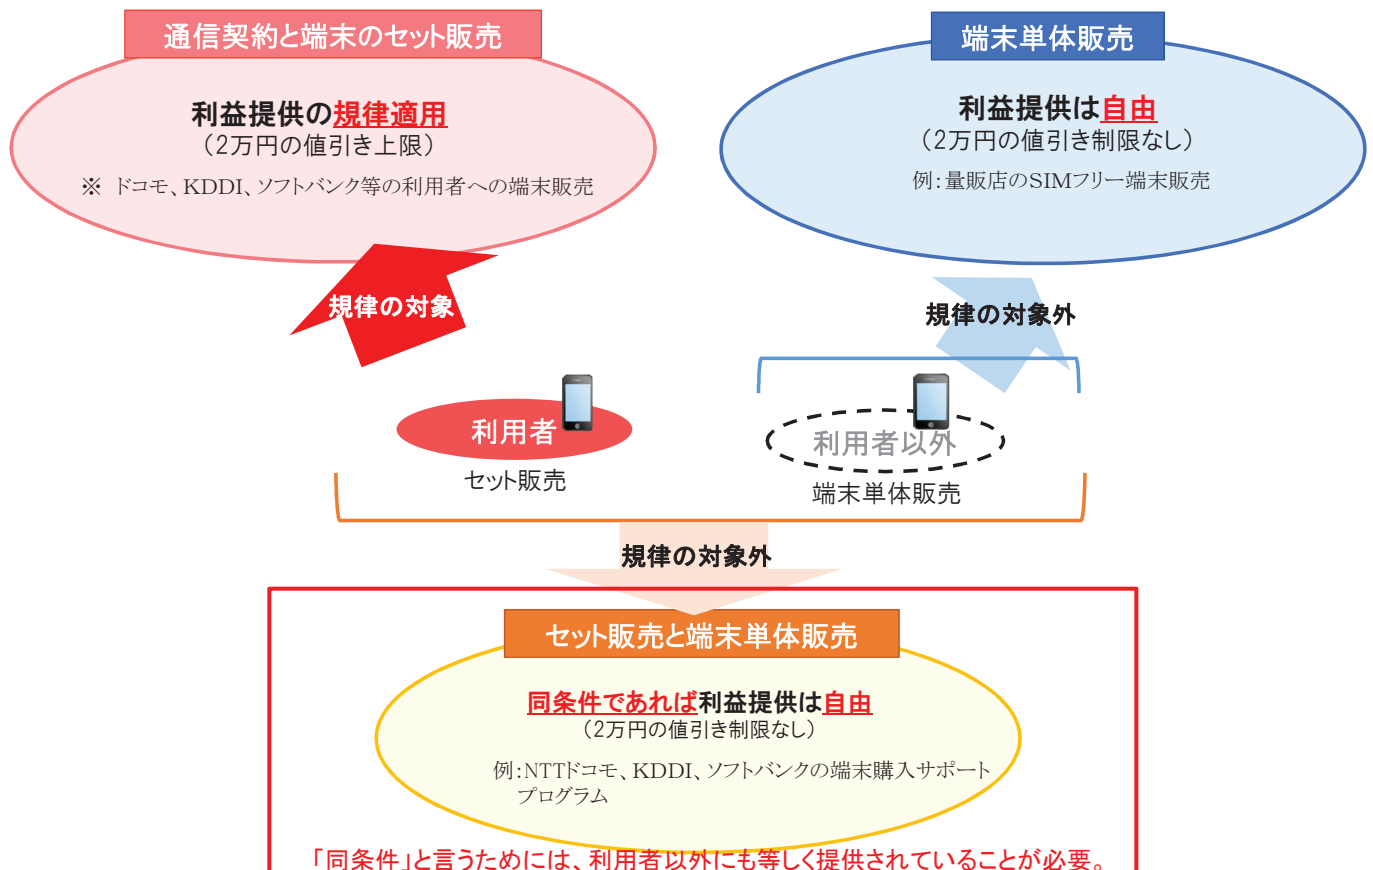 通信契約と端末のセット販売
利益提供の規律適用
（2万円の値引き上限）
※ ドコモ、KDDI、ソフトバンク等の利用者への端末販売
端末単体販売
利益提供は自由
（2万円の値引き制限なし）
例：量販店のSIMフリー端末販売
規律の対象
規律の対象外
利用者
セット販売
利用者以外
端末単体販売
規律の対象外
セット販売と端末単体販売
同条件であれば利益提供は自由
（2万円の値引き制限なし）
例：NTTドコモ、KDDI、ソフトバンクの端末購入サポート
プログラム
「同条件」と言うためには、利用者以外にも等しく提供されていることが必要。